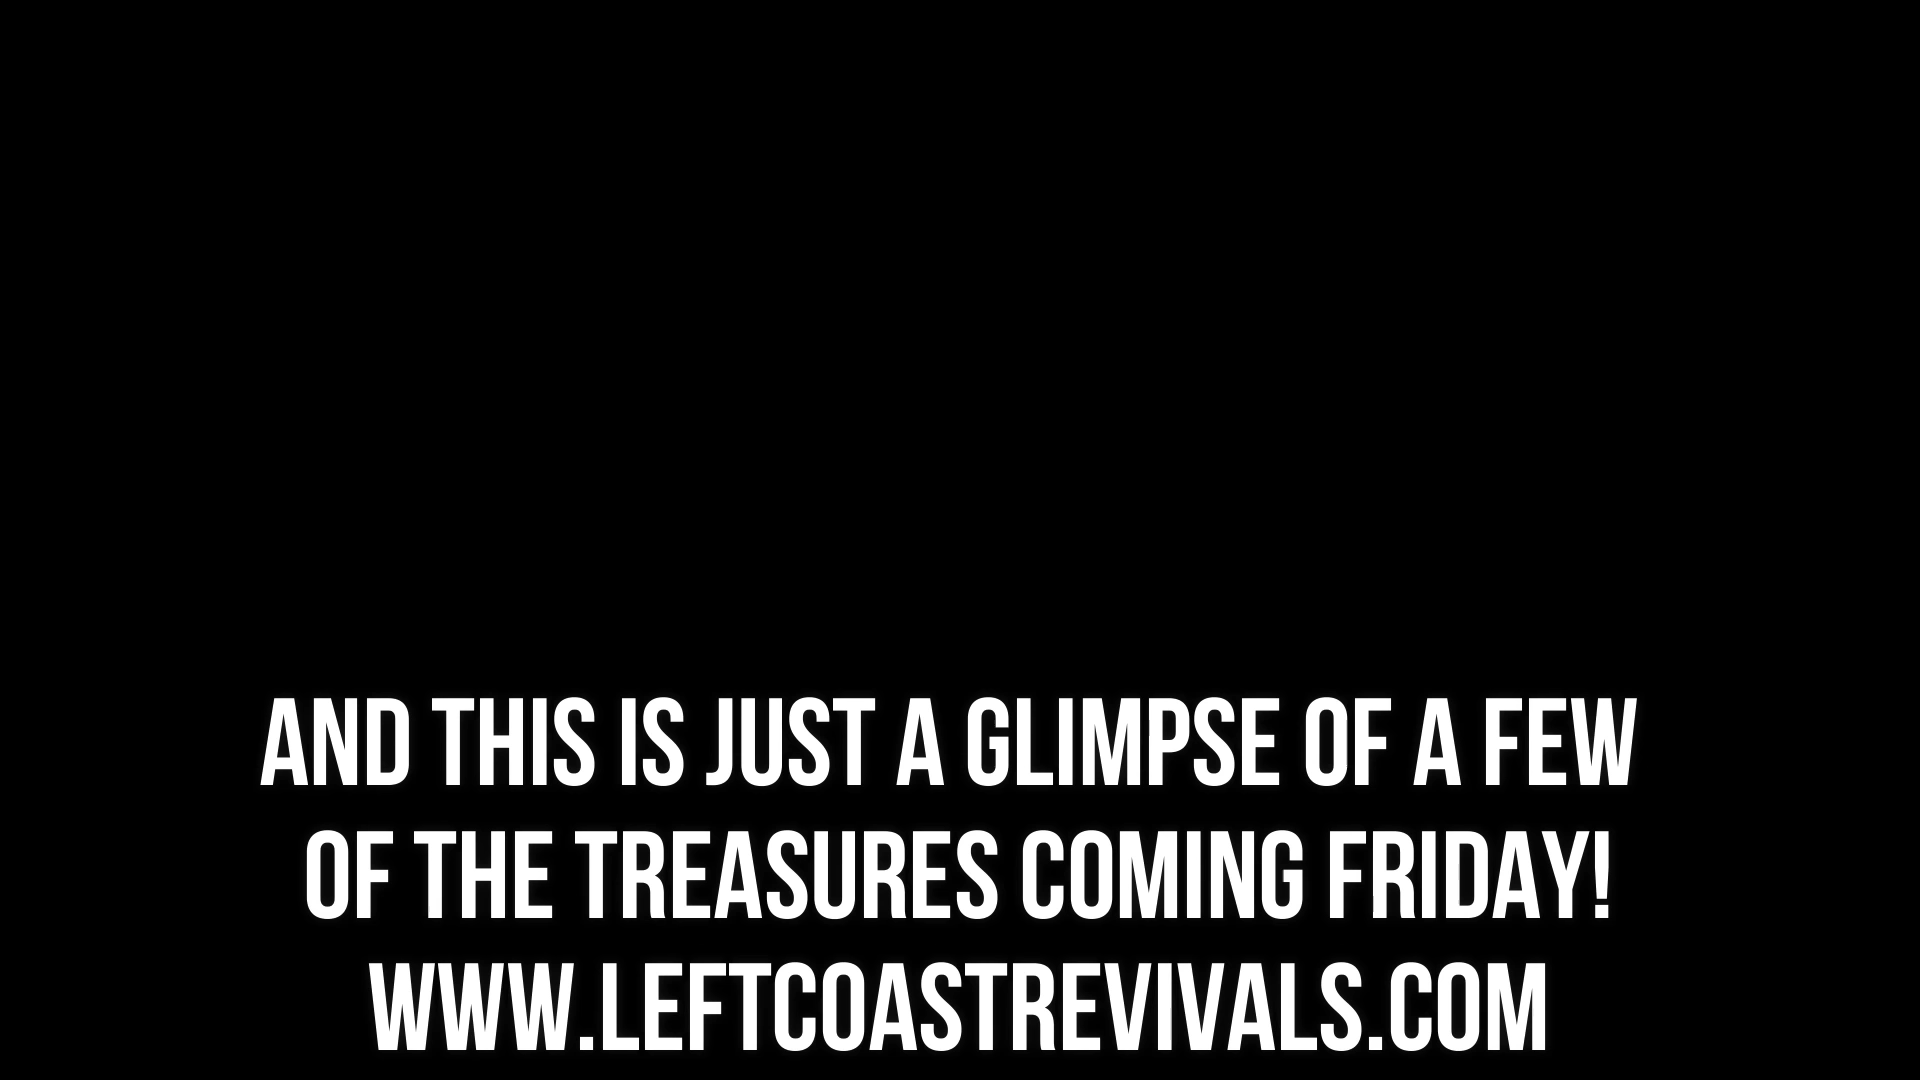 AND THIS IS JUST A GLIMPSE OF A FEW
OF THE TREASURES COMING FRIDAY!
WWW.LEFTCOASTREVIVALS.COM